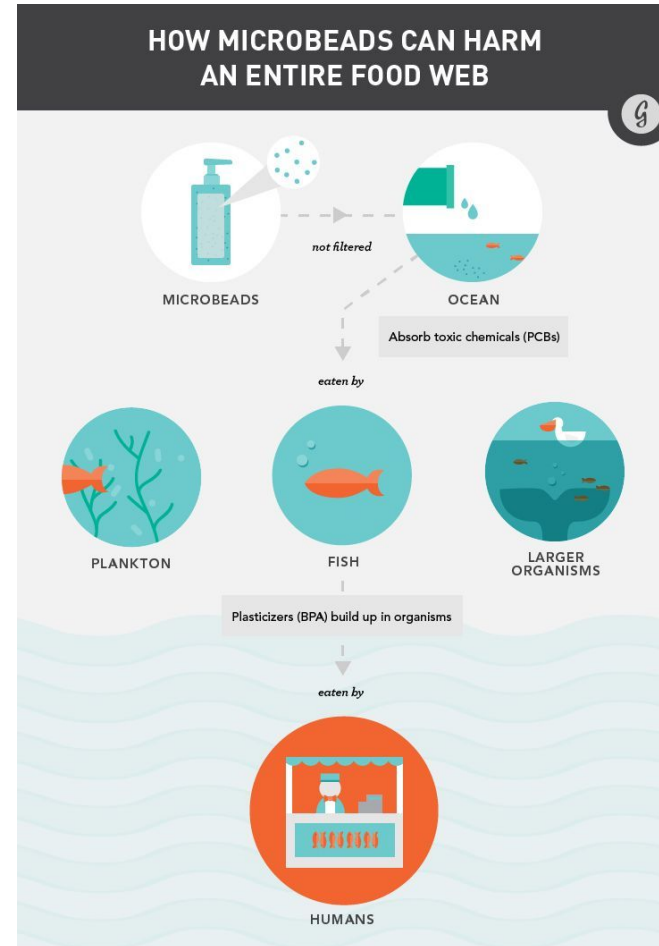 HOW MICROBEADS CAN HARM
AN ENTIRE FOOD WEB
G
not filtered
MICROBEADS
OCEAN
Absorb toxic chemicals (PCBs)
eaten by
PLANKTON
FISH
LARGER
ORGANISMS
Plasticizers (BPA) build up in organisms
eaten by
HUMANS